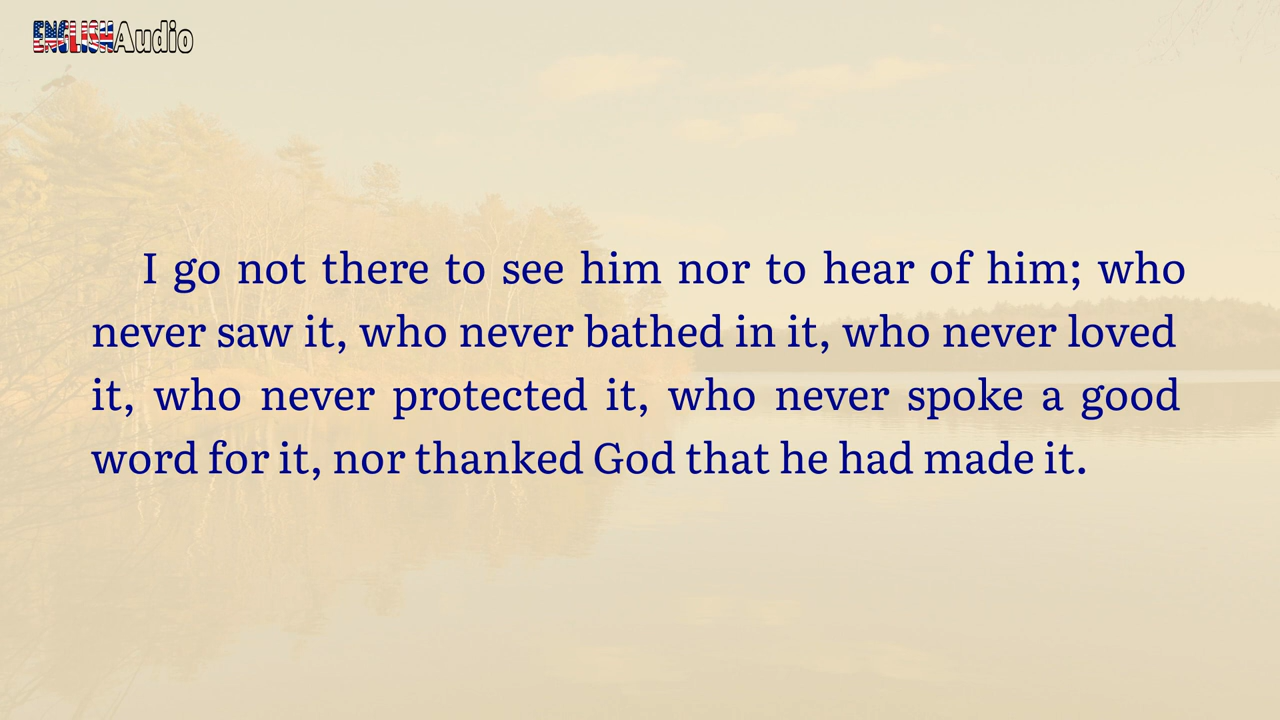 ENGLISHAudio
I go not there to see him nor to hear of him; who
never saw it, who never bathed in it, who never loved
it, who never protected it, who never spoke a good
word for it, nor thanked God that he had made it.